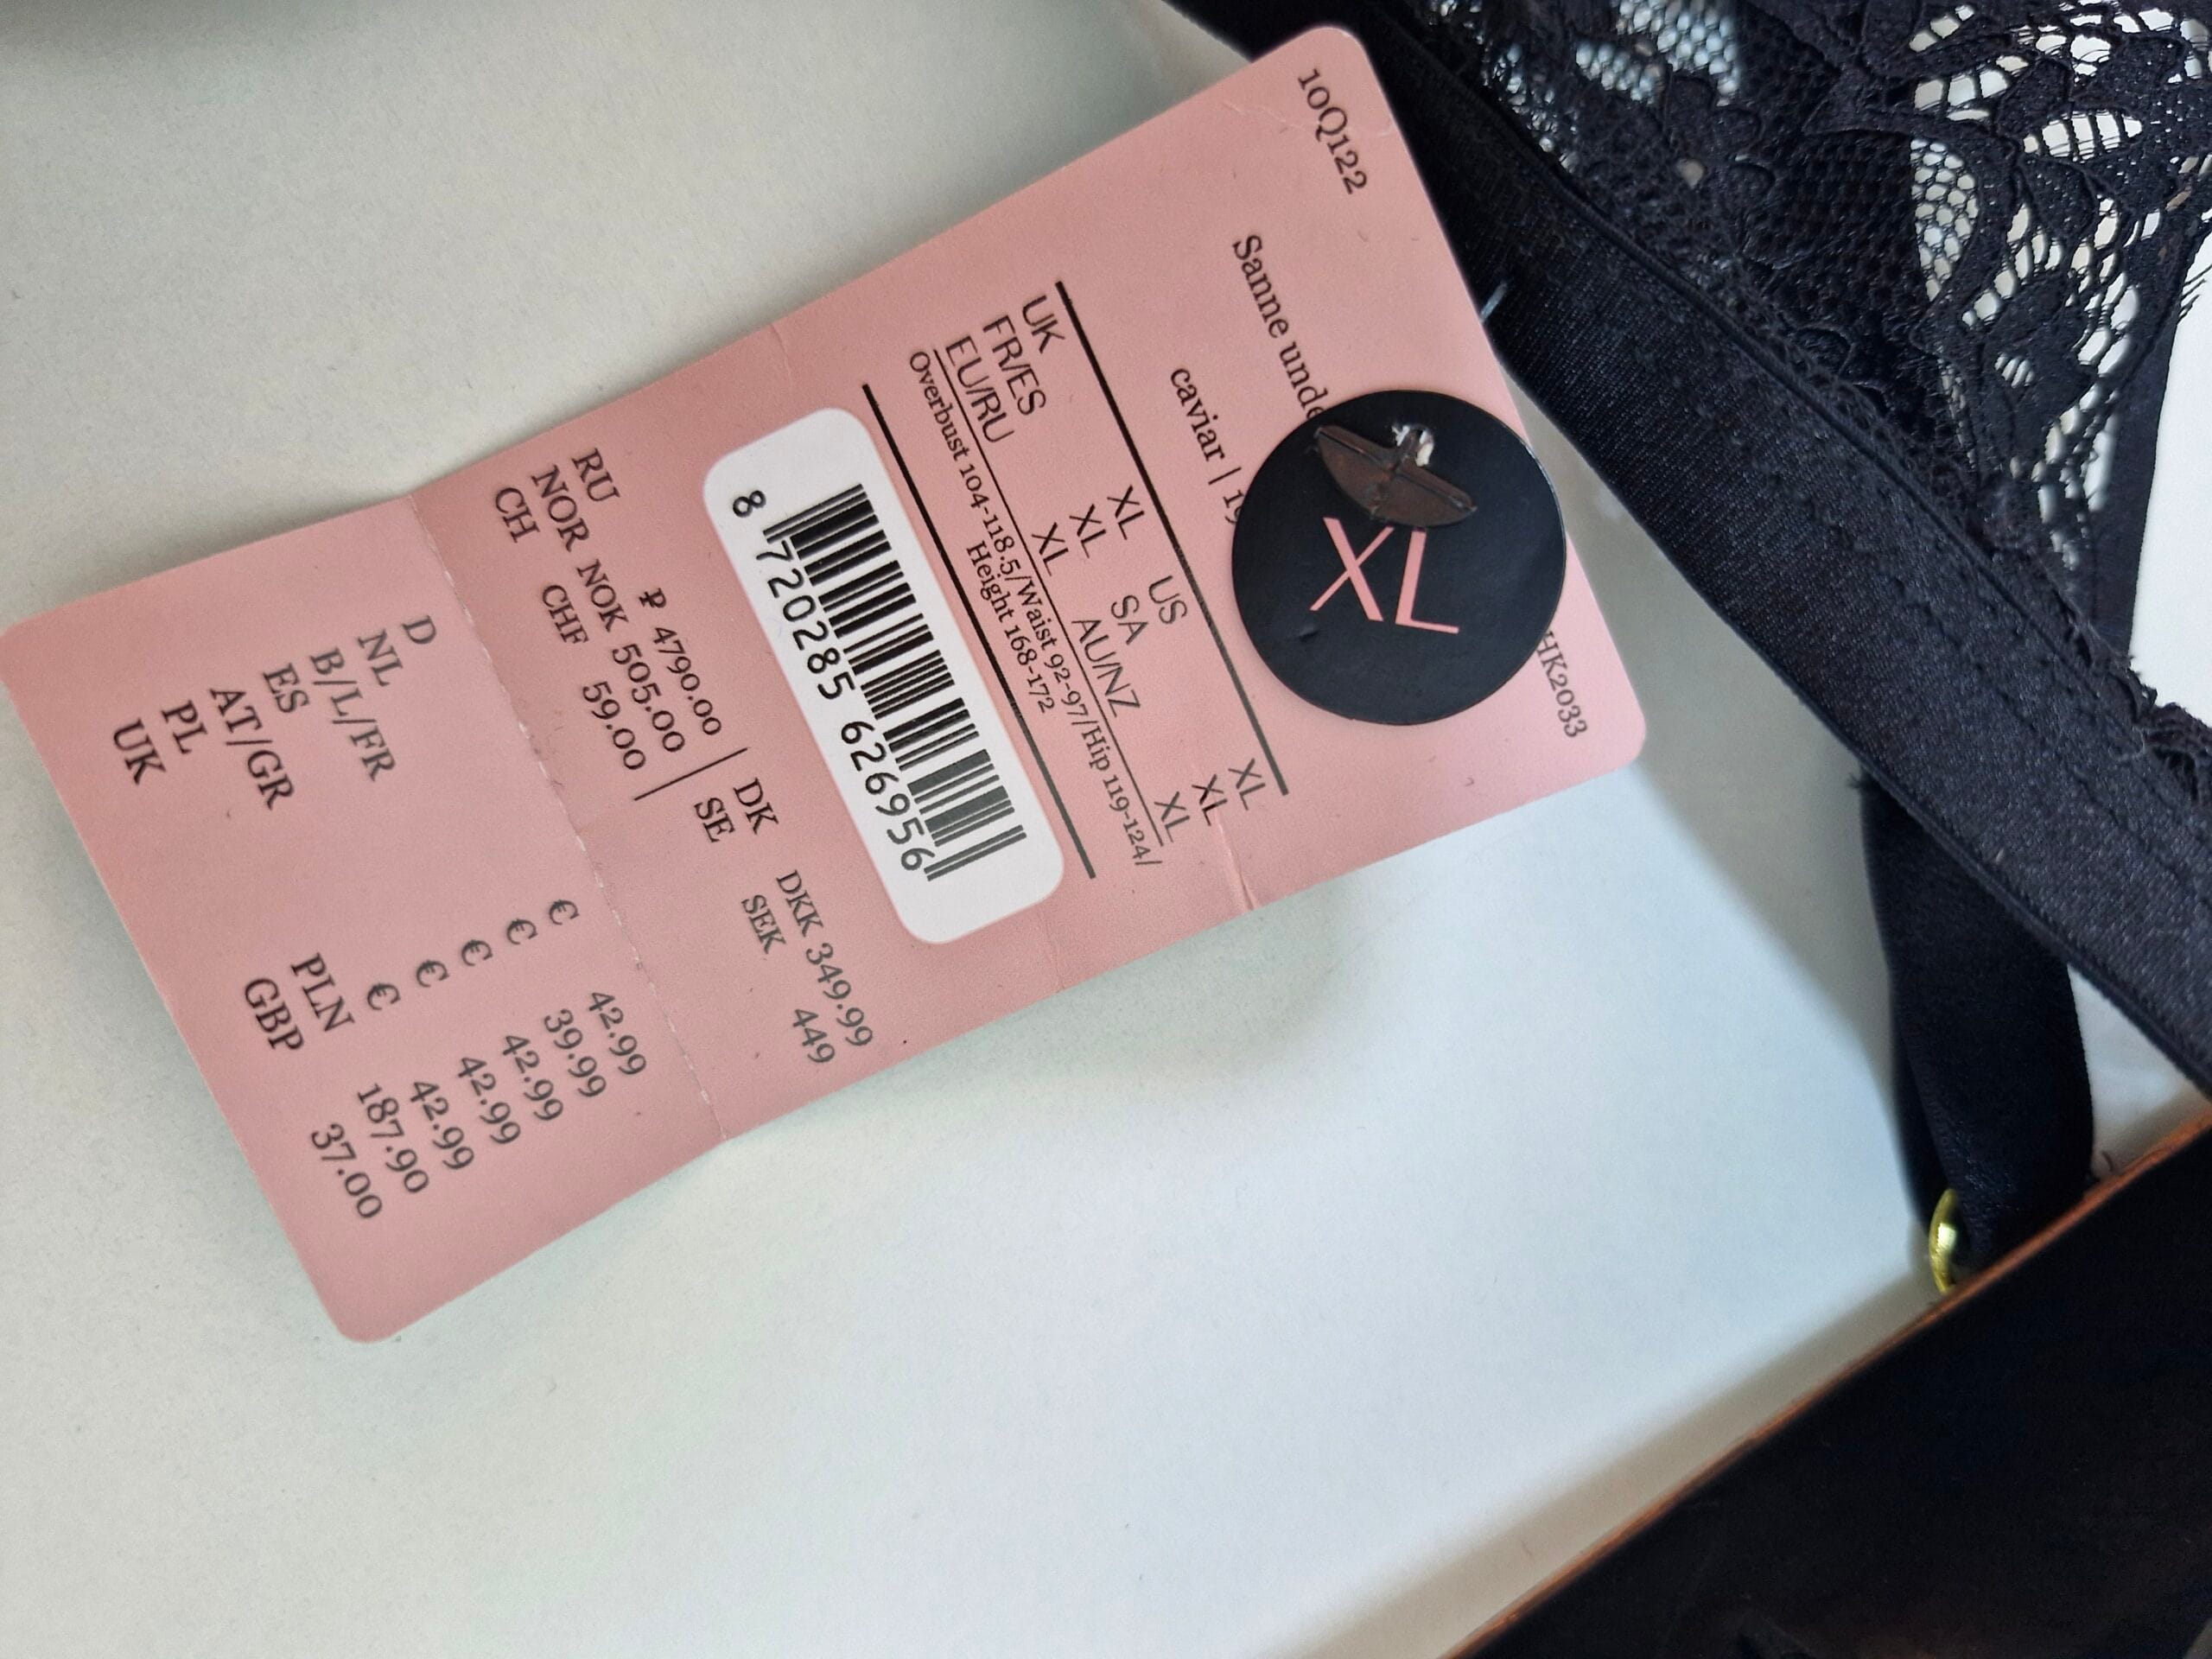 10Q122 HK2033
Sanne unde
caviar | 19
XL
UK XL US XL
FR/ES XL SA XL
EU/RU XL AU/NZ XL
Overbust 104-118.5/Waist 92-97/Hip 119-124/
Height 168-172
8 720285 626956
RU ₽ 4790.00 | DK DKK 349.99
NOR NOK 505.00 | SE SEK 449
CH CHF 59.00
D € 42.99
NL € 39.99
B/L/FR € 42.99
ES € 42.99
AT/GR € 42.99
PL PLN 187.90
UK GBP 37.00